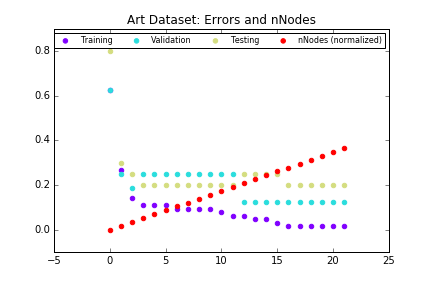 Art Dataset: Errors and nNodes
Training Validation Testing nNodes (normalized)
0.8
0.6
0.4
0.2
0.0
−5 0 5 10 15 20 25